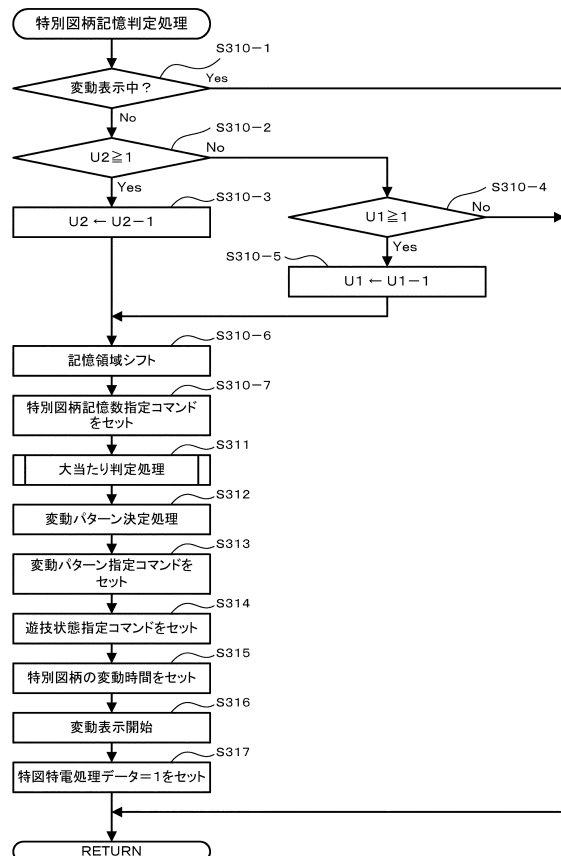 特別図柄記憶判定処理
S310-1
変動表示中？
Yes
No
S310-2
U2≧1
No
Yes
S310-3
U2 ← U2-1
S310-4
U1≧1
No
Yes
S310-5
U1 ← U1-1
S310-6
記憶領域シフト
S310-7
特別図柄記憶数指定コマンド
をセット
S311
大当たり判定処理
S312
変動パターン決定処理
S313
変動パターン指定コマンドを
セット
S314
遊技状態指定コマンドをセット
S315
特別図柄の変動時間をセット
S316
変動表示開始
S317
特図特電処理データ＝1をセット
RETURN